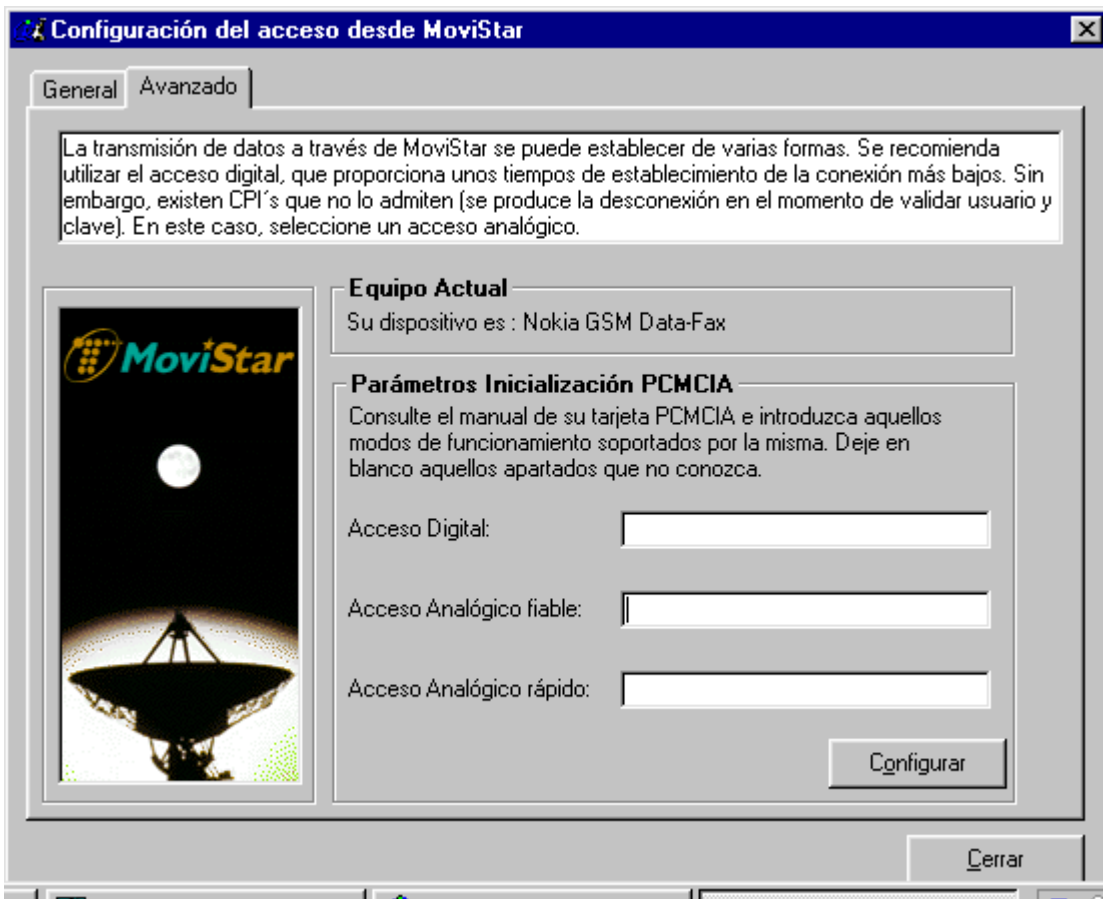 Configuración del acceso desde MoviStar
General
Avanzado
La transmisión de datos a través de MoviStar se puede establecer de varias formas. Se recomienda
utilizar el acceso digital, que proporciona unos tiempos de establecimiento de la conexión más bajos. Sin
embargo, existen CPI´s que no lo admiten (se produce la desconexión en el momento de validar usuario y
clave). En este caso, seleccione un acceso analógico.
MoviStar
Equipo Actual
Su dispositivo es : Nokia GSM Data-Fax
Parámetros Inicialización PCMCIA
Consulte el manual de su tarjeta PCMCIA e introduzca aquellos
modos de funcionamiento soportados por la misma. Deje en
blanco aquellos apartados que no conozca.
Acceso Digital:
Acceso Analógico fiable:
Acceso Analógico rápido:
Configurar
Cerrar